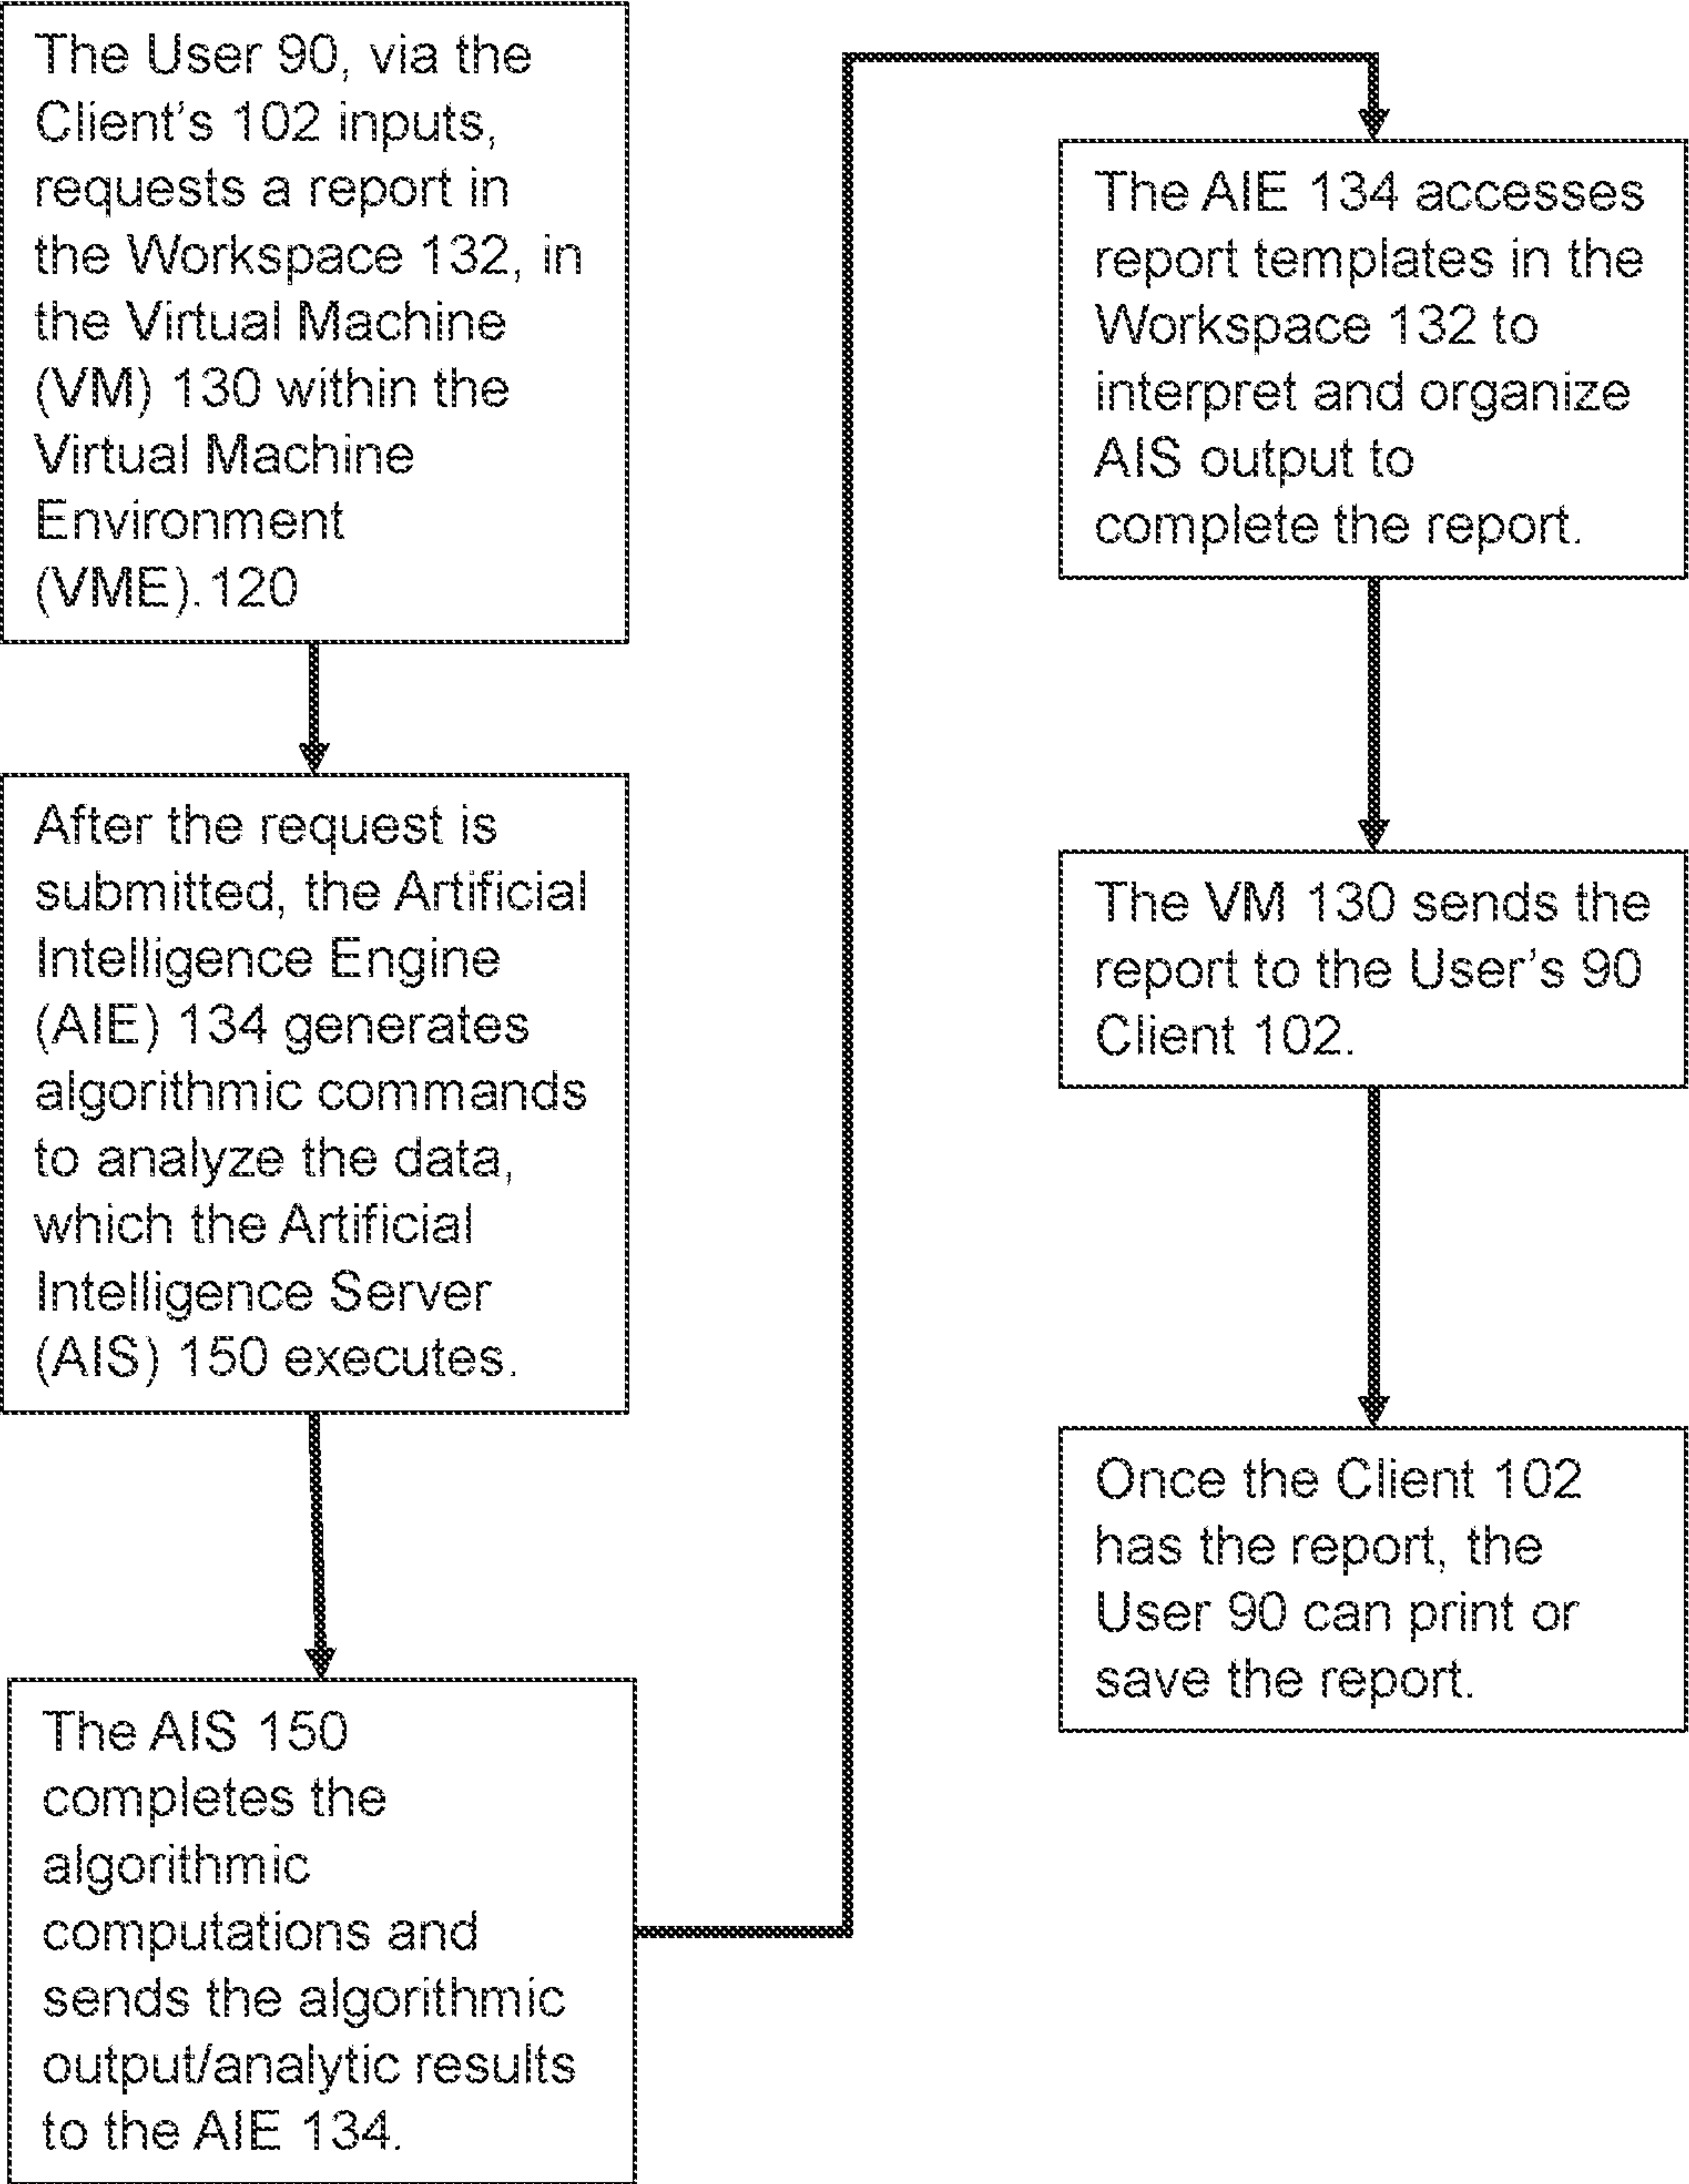 The User 90, via the
Client's 102 inputs,
requests a report in
the Workspace 132, in
the Virtual Machine
(VM) 130 within the
Virtual Machine
Environment
(VME).120
After the request is
submitted, the Artificial
Intelligence Engine
(AIE) 134 generates
algorithmic commands
to analyze the data,
which the Artificial
Intelligence Server
(AIS) 150 executes.
The AIS 150
completes the
algorithmic
computations and
sends the algorithmic
output/analytic results
to the AIE 134.
The AIE 134 accesses
report templates in the
Workspace 132 to
interpret and organize
AIS output to
complete the report.
The VM 130 sends the
report to the User's 90
Client 102.
Once the Client 102
has the report, the
User 90 can print or
save the report.